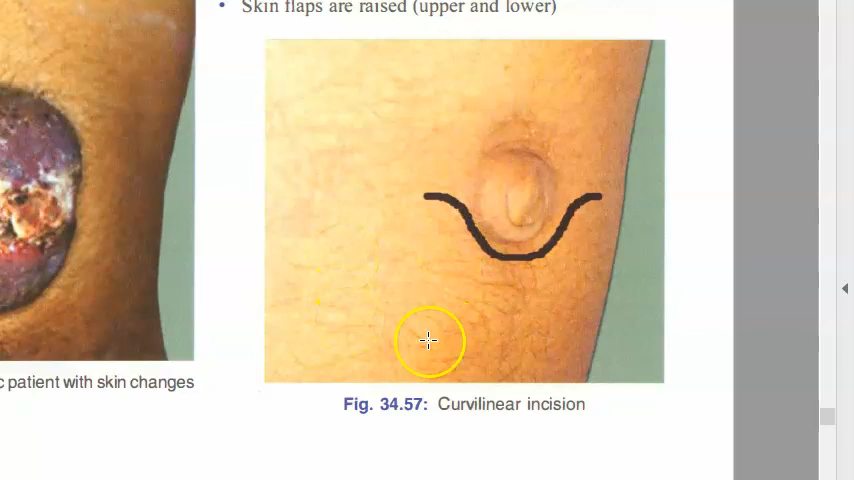 • Skin flaps are raised (upper and lower)
c patient with skin changes
Fig. 34.57: Curvilinear incision